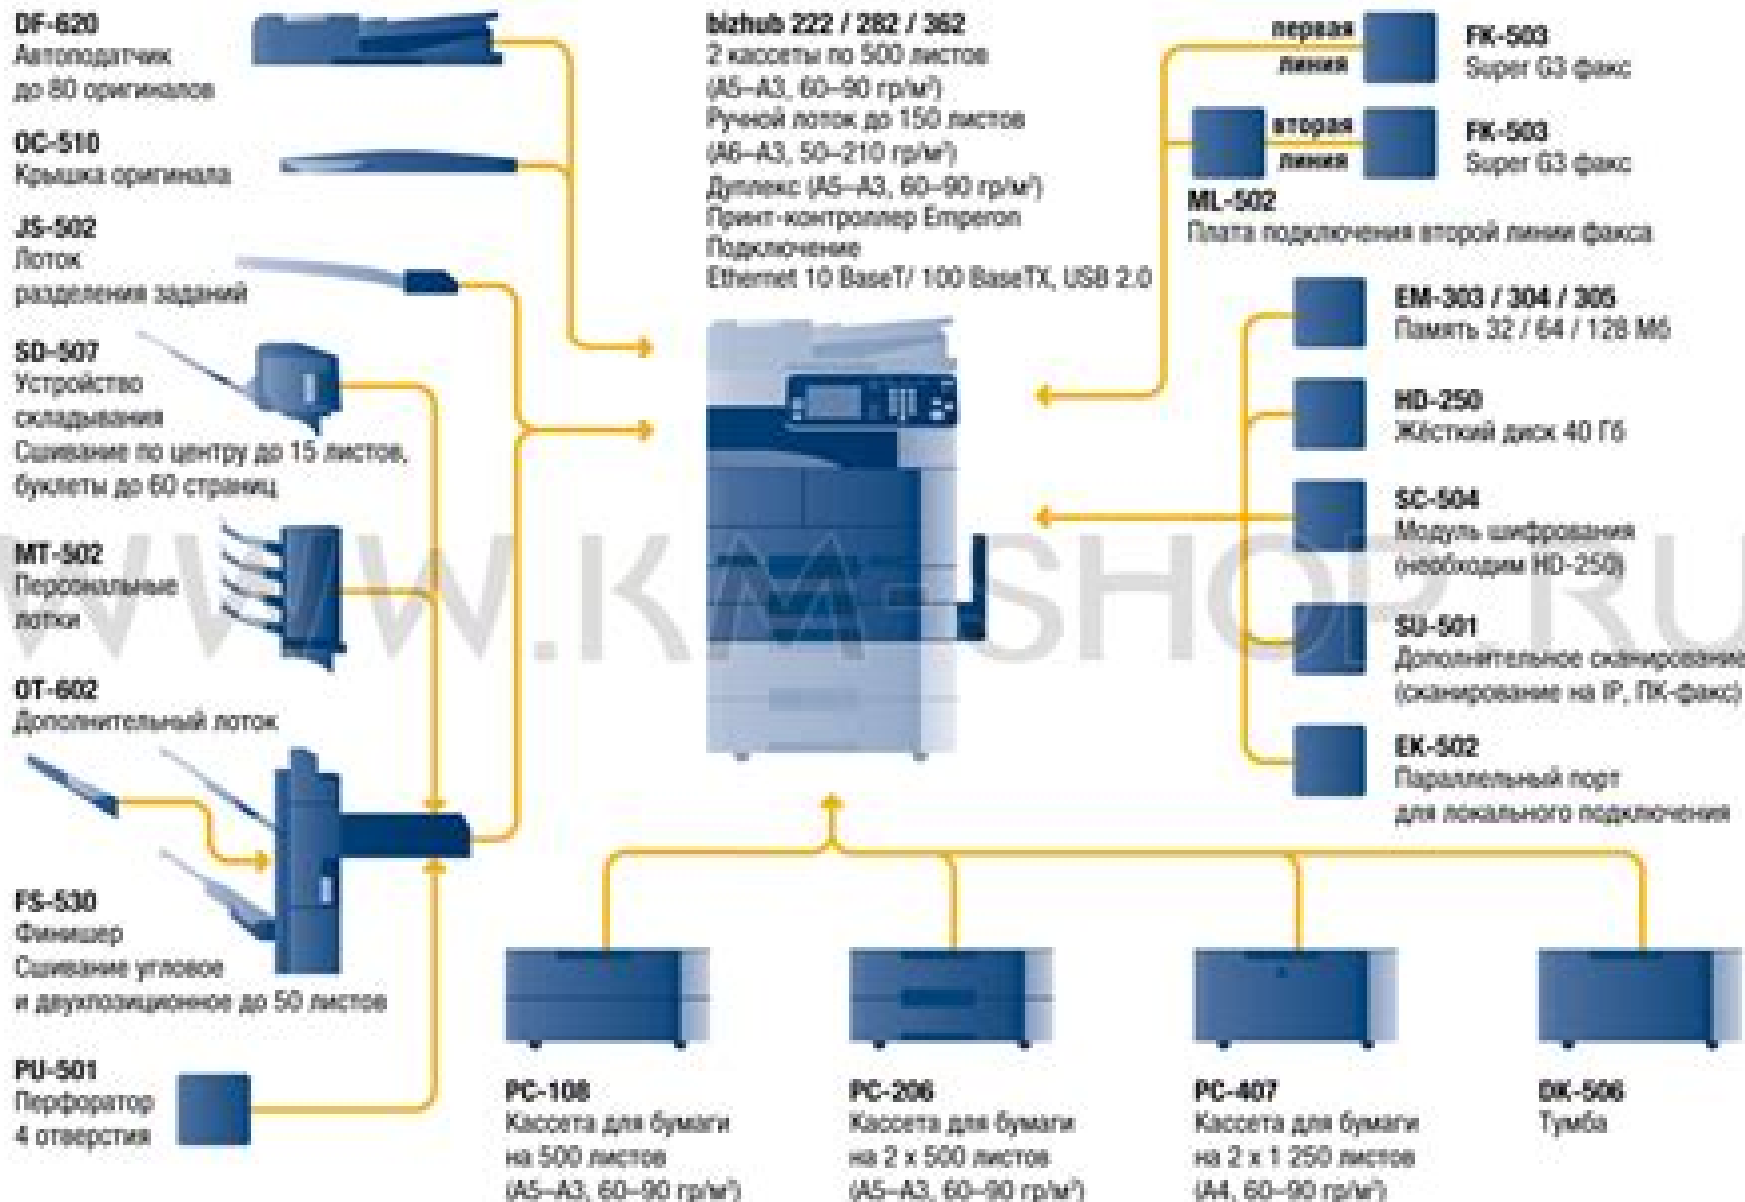 DF-620
Автоподатчик
до 80 оригиналов
OC-510
Крышка оригинала
JS-502
Лоток
разделения заданий
SD-507
Устройство
складывания
Сшивание по центру до 15 листов,
буклеты до 60 страниц
MT-502
Персональные
лотки
OT-602
Дополнительный лоток
FS-530
Финишер
Сшивание угловое
и двухпозиционное до 50 листов
PU-501
Перфоратор
4 отверстия
bizhub 222 / 282 / 362
2 кассеты по 500 листов
(A5–A3, 60–90 гр/м²)
Ручной лоток до 150 листов
(A6–A3, 50–210 гр/м²)
Дуплекс (A5–A3, 60–90 гр/м²)
Принт-контроллер Emperon
Подключение
Ethernet 10 BaseT/ 100 BaseTX, USB 2.0
первая
линия
FK-503
Super G3 факс
вторая
линия
FK-503
Super G3 факс
ML-502
Плата подключения второй линии факса
EM-303 / 304 / 305
Память 32 / 64 / 128 Мб
HD-250
Жёсткий диск 40 Гб
SC-504
Модуль шифрования
(необходим HD-250)
SU-501
Дополнительное сканирование
(сканирование на IP, ПК-факс)
EK-502
Параллельный порт
для локального подключения
PC-108
Кассета для бумаги
на 500 листов
(A5–A3, 60–90 гр/м²)
PC-206
Кассета для бумаги
на 2 x 500 листов
(A5–A3, 60–90 гр/м²)
PC-407
Кассета для бумаги
на 2 x 1 250 листов
(A4, 60–90 гр/м²)
DK-506
Тумба
WWW.KM-SHOP.RU